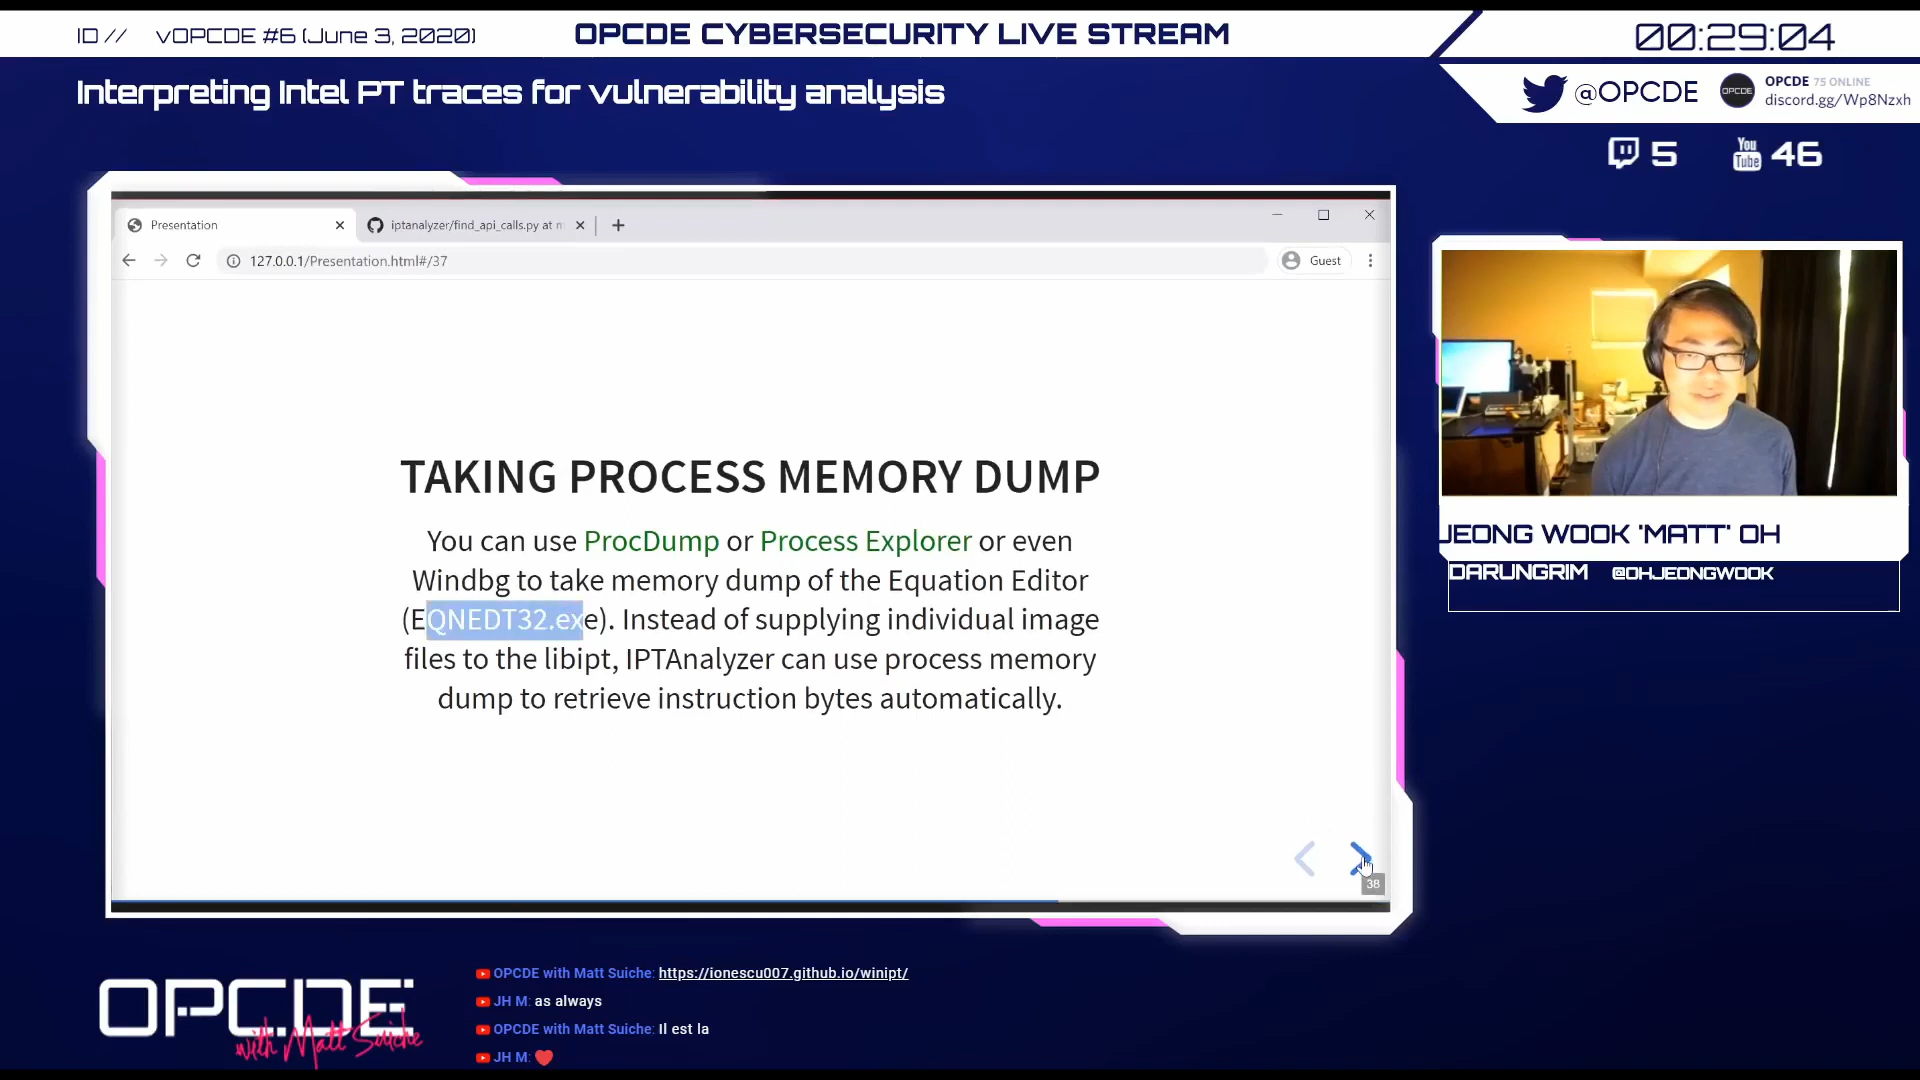 ID // vOPCDE #6 (June 3, 2020)
OPCDE CYBERSECURITY LIVE STREAM
00:29:04
Interpreting Intel PT traces for vulnerability analysis
@OPCDE
OPCDE
OPCDE 75 ONLINE
discord.gg/Wp8Nzxh
5
You Tube 46
Presentation
iptanalyzer/find_api_calls.py at m
127.0.0.1/Presentation.html#/37
Guest
TAKING PROCESS MEMORY DUMP
You can use ProcDump or Process Explorer or even
Windbg to take memory dump of the Equation Editor
(EQNEDT32.exe). Instead of supplying individual image
files to the libipt, IPTAnalyzer can use process memory
dump to retrieve instruction bytes automatically.
38
JEONG WOOK 'MATT' OH
DARUNGRIM @OHJEONGWOOK
OPCDE
with Matt Suiche
OPCDE with Matt Suiche: https://ionescu007.github.io/winipt/
JH M: as always
OPCDE with Matt Suiche: Il est la
JH M: ❤